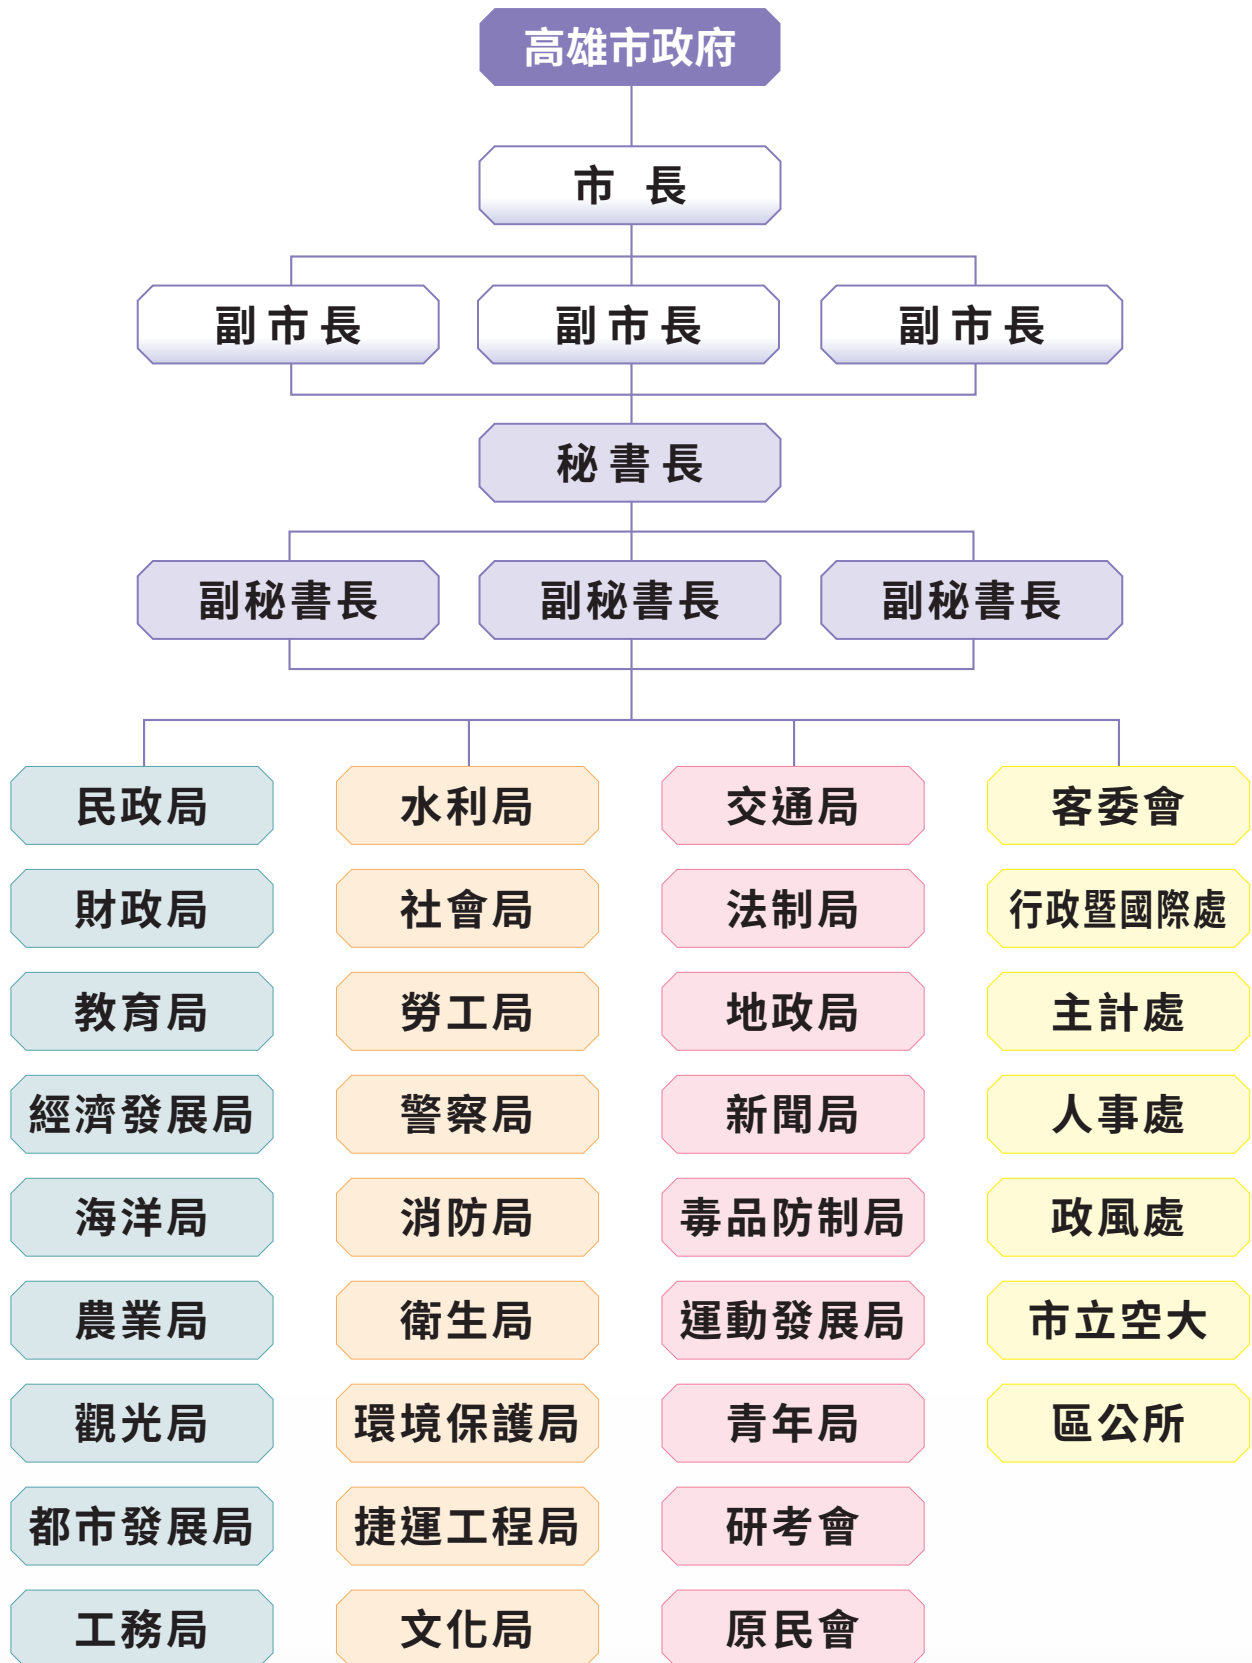 高雄市政府
市 長
副市長
副市長
副市長
秘書長
副秘書長
副秘書長
副秘書長
民政局
財政局
教育局
經濟發展局
海洋局
農業局
觀光局
都市發展局
工務局
水利局
社會局
勞工局
警察局
消防局
衛生局
環境保護局
捷運工程局
文化局
交通局
法制局
地政局
新聞局
毒品防制局
運動發展局
青年局
研考會
原民會
客委會
行政暨國際處
主計處
人事處
政風處
市立空大
區公所